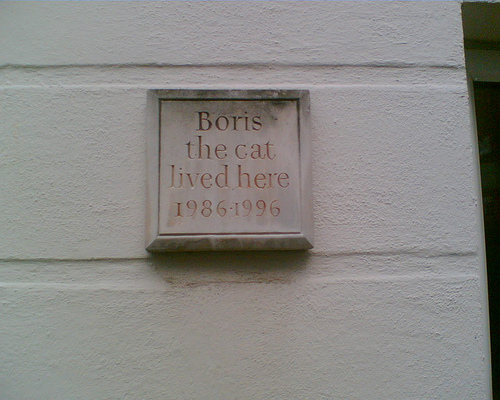 Boris
the cat
lived here
1986·1996